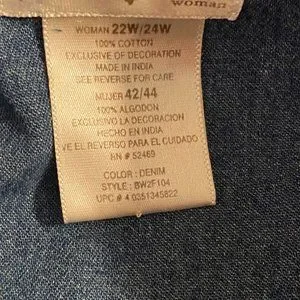 woman
WOMAN 22W/24W
100% COTTON
EXCLUSIVE OF DECORATION
MADE IN INDIA
SEE REVERSE FOR CARE
MUJER 42/44
100% ALGODON
EXCLUSIVO LA DECORACION
HECHO EN INDIA
VE EL REVERSO PARA EL CUIDADO
RN # 52469
COLOR : DENIM
STYLE : BW2F104
UPC # 4 0351345822